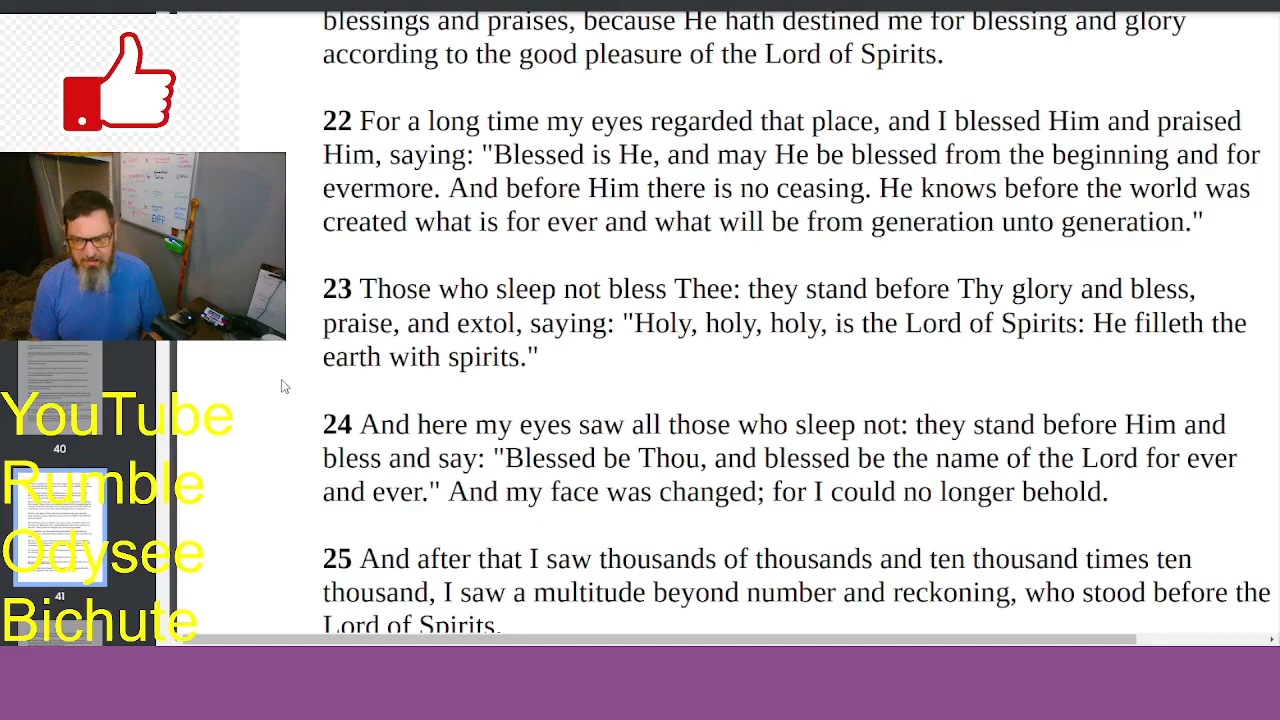 blessings and praises, because He hath destined me for blessing and glory
according to the good pleasure of the Lord of Spirits.
22 For a long time my eyes regarded that place, and I blessed Him and praised
Him, saying: "Blessed is He, and may He be blessed from the beginning and for
evermore. And before Him there is no ceasing. He knows before the world was
created what is for ever and what will be from generation unto generation."
23 Those who sleep not bless Thee: they stand before Thy glory and bless,
praise, and extol, saying: "Holy, holy, holy, is the Lord of Spirits: He filleth the
earth with spirits."
24 And here my eyes saw all those who sleep not: they stand before Him and
bless and say: "Blessed be Thou, and blessed be the name of the Lord for ever
and ever." And my face was changed; for I could no longer behold.
25 And after that I saw thousands of thousands and ten thousand times ten
thousand, I saw a multitude beyond number and reckoning, who stood before the
Lord of Spirits.
YouTube
40
Rumble
Odysee
41
Bichute